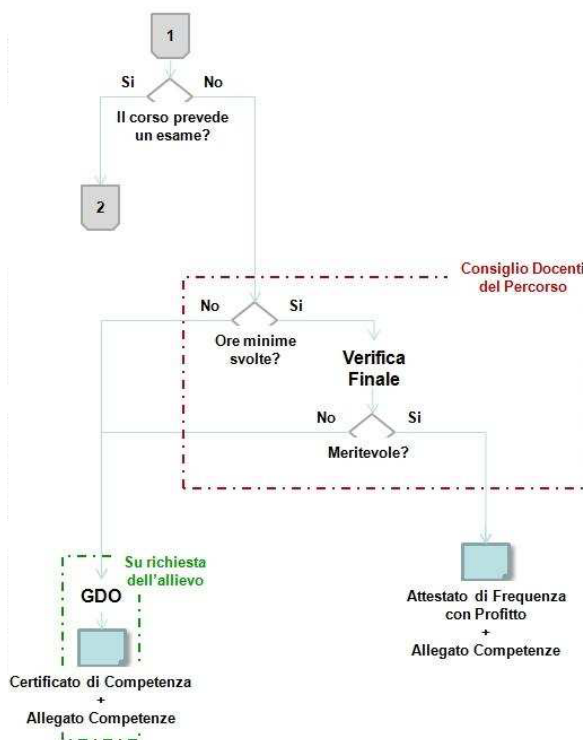 1
Si
No
Il corso prevede
un esame?
2
Consiglio Docenti
del Percorso
No
Si
Ore minime
svolte?
Verifica
Finale
No
Si
Meritevole?
Su richiesta
dell'allievo
GDO
Attestato di Frequenza
con Profitto
+
Allegato Competenze
Certificato di Competenza
+
Allegato Competenze